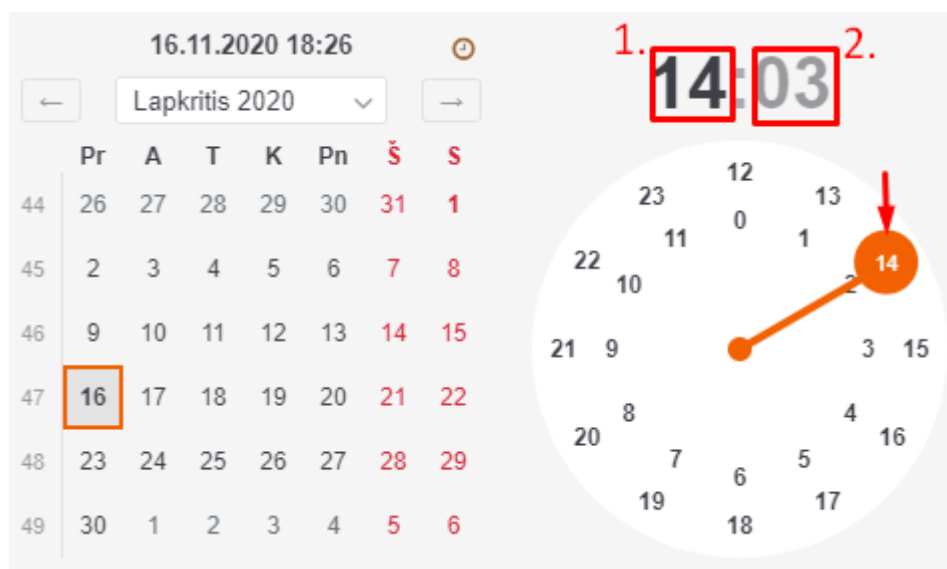 16.11.2020 18:26
← Lapkritis 2020 →
Pr A T K Pn Š S
44 26 27 28 29 30 31 1
45 2 3 4 5 6 7 8
46 9 10 11 12 13 14 15
47 16 17 18 19 20 21 22
48 23 24 25 26 27 28 29
49 30 1 2 3 4 5 6
1. 14:03 2.
12
23 13
0
11 1
22 14
10 2
21 9 3 15
8 4
20 16
7 5
6
19 17
18